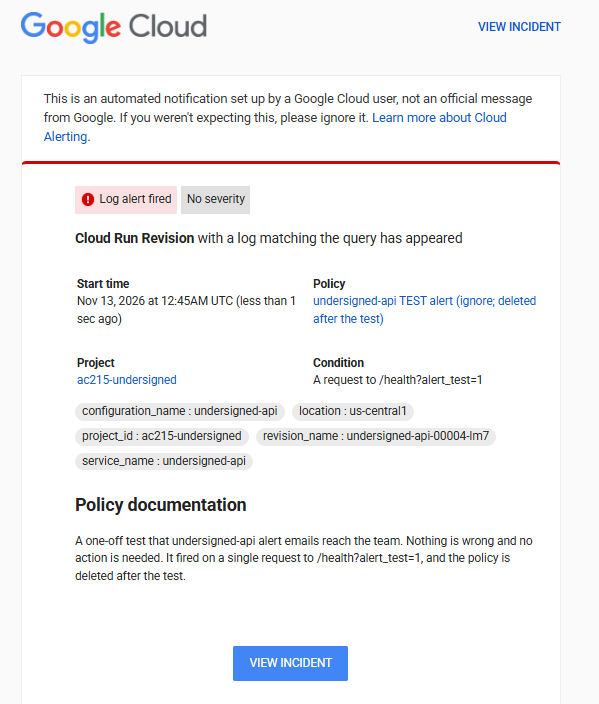 Google Cloud
VIEW INCIDENT
This is an automated notification set up by a Google Cloud user, not an official message
from Google. If you weren't expecting this, please ignore it. Learn more about Cloud
Alerting.
Log alert fired
No severity
Cloud Run Revision with a log matching the query has appeared
Start time
Nov 13, 2026 at 12:45AM UTC (less than 1
sec ago)
Policy
undersigned-api TEST alert (ignore; deleted
after the test)
Project
ac215-undersigned
Condition
A request to /health?alert_test=1
configuration_name : undersigned-api
location : us-central1
project_id : ac215-undersigned
revision_name : undersigned-api-00004-lm7
service_name : undersigned-api
Policy documentation
A one-off test that undersigned-api alert emails reach the team. Nothing is wrong and no
action is needed. It fired on a single request to /health?alert_test=1, and the policy is
deleted after the test.
VIEW INCIDENT